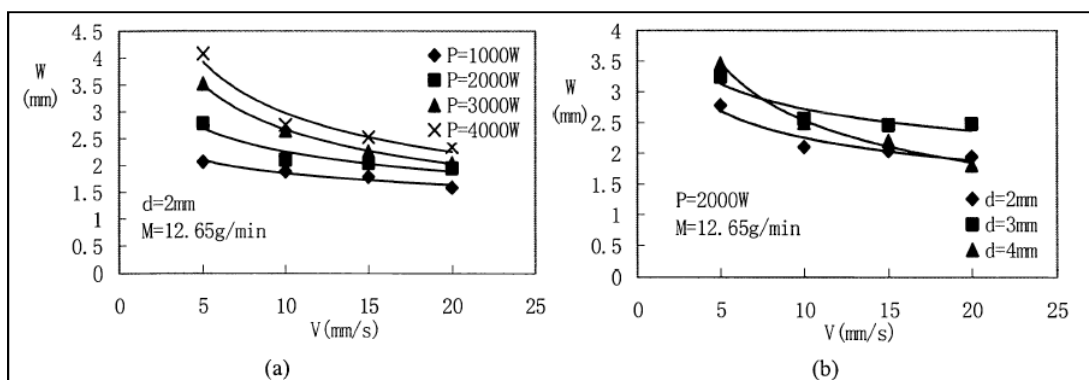 (a)
W
(mm)
4.5
4
3.5
3
2.5
2
1.5
1
0.5
0
P=1000W
P=2000W
P=3000W
P=4000W
d=2mm
M=12.65g/min
0 5 10 15 20 25
V(mm/s)
(a)
(b)
W
(mm)
4
3.5
3
2.5
2
1.5
1
0.5
0
P=2000W
M=12.65g/min
d=2mm
d=3mm
d=4mm
0 5 10 15 20 25
V(mm/s)
(b)